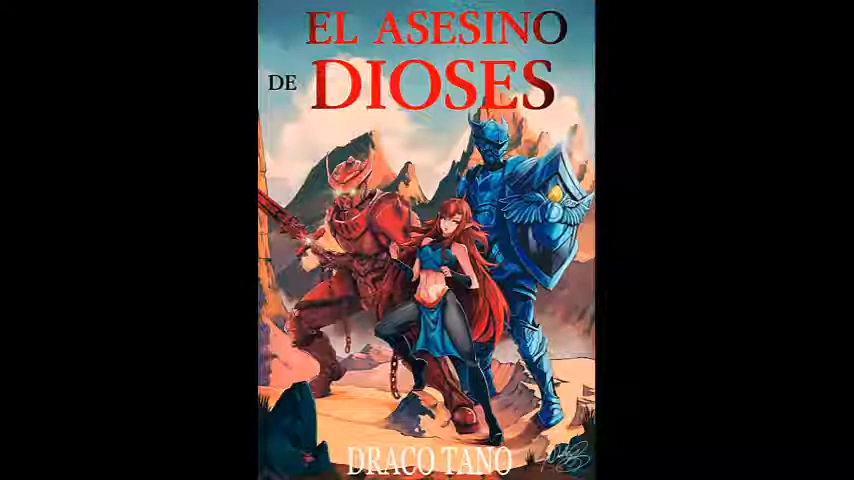 EL ASESINO
DE DIOSES
DRACO TANO